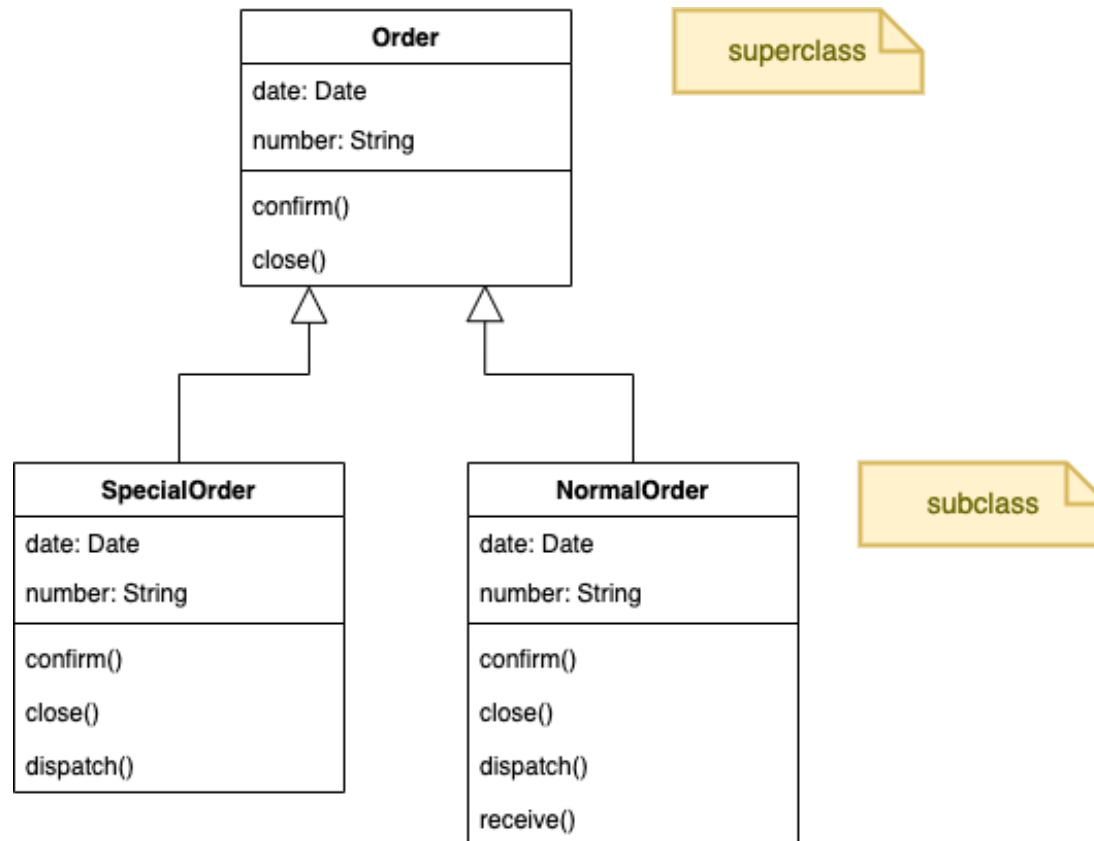 Order
superclass
date: Date
number: String
confirm()
close()
SpecialOrder
date: Date
number: String
confirm()
close()
dispatch()
NormalOrder
date: Date
number: String
confirm()
close()
dispatch()
receive()
subclass